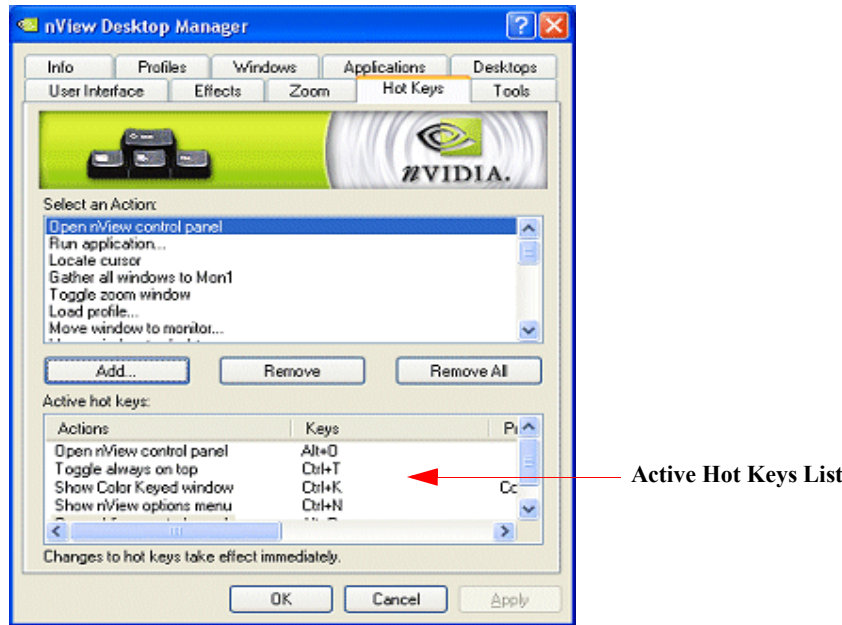 nView Desktop Manager
Info Profiles Windows Applications Desktops
User Interface Effects Zoom Hot Keys Tools
nVIDIA.
Select an Action:
Open nView control panel
Run application...
Locate cursor
Gather all windows to Mon1
Toggle zoom window
Load profile...
Move window to monitor...
Add... Remove Remove All
Active hot keys:
Actions Keys
Open nView control panel Alt+O
Toggle always on top Ctrl+T
Show Color Keyed window Ctrl+K
Show nView options menu Ctrl+N
Active Hot Keys List
Changes to hot keys take effect immediately.
OK Cancel Apply